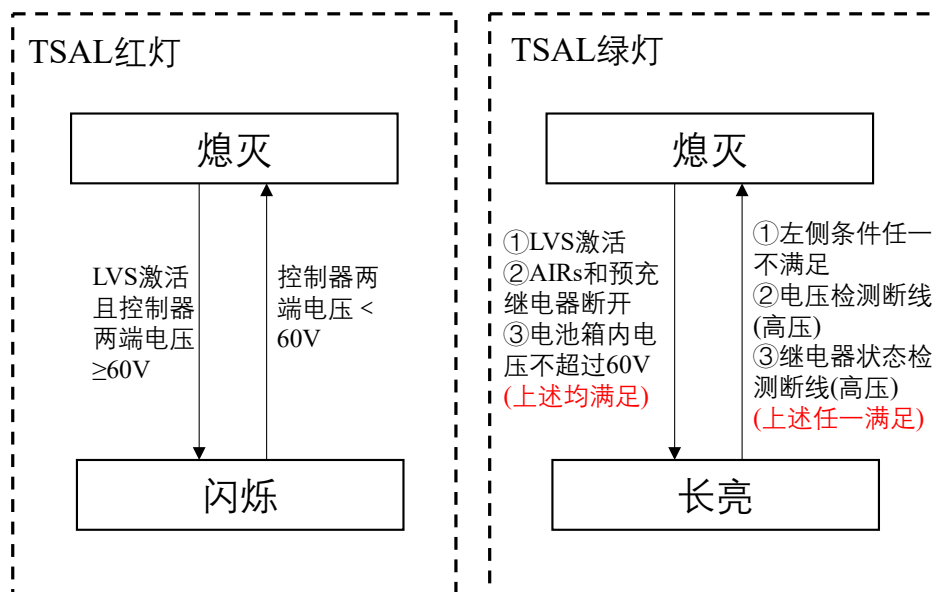 TSAL红灯
熄灭
LVS激活
且控制器
两端电压
≥60V
控制器两
端电压 <
60V
闪烁
TSAL绿灯
熄灭
①LVS激活
②AIRs和预充
继电器断开
③电池箱内电
压不超过60V
(上述均满足)
①左侧条件任一
不满足
②电压检测断线
(高压)
③继电器状态检
测断线(高压)
(上述任一满足)
长亮